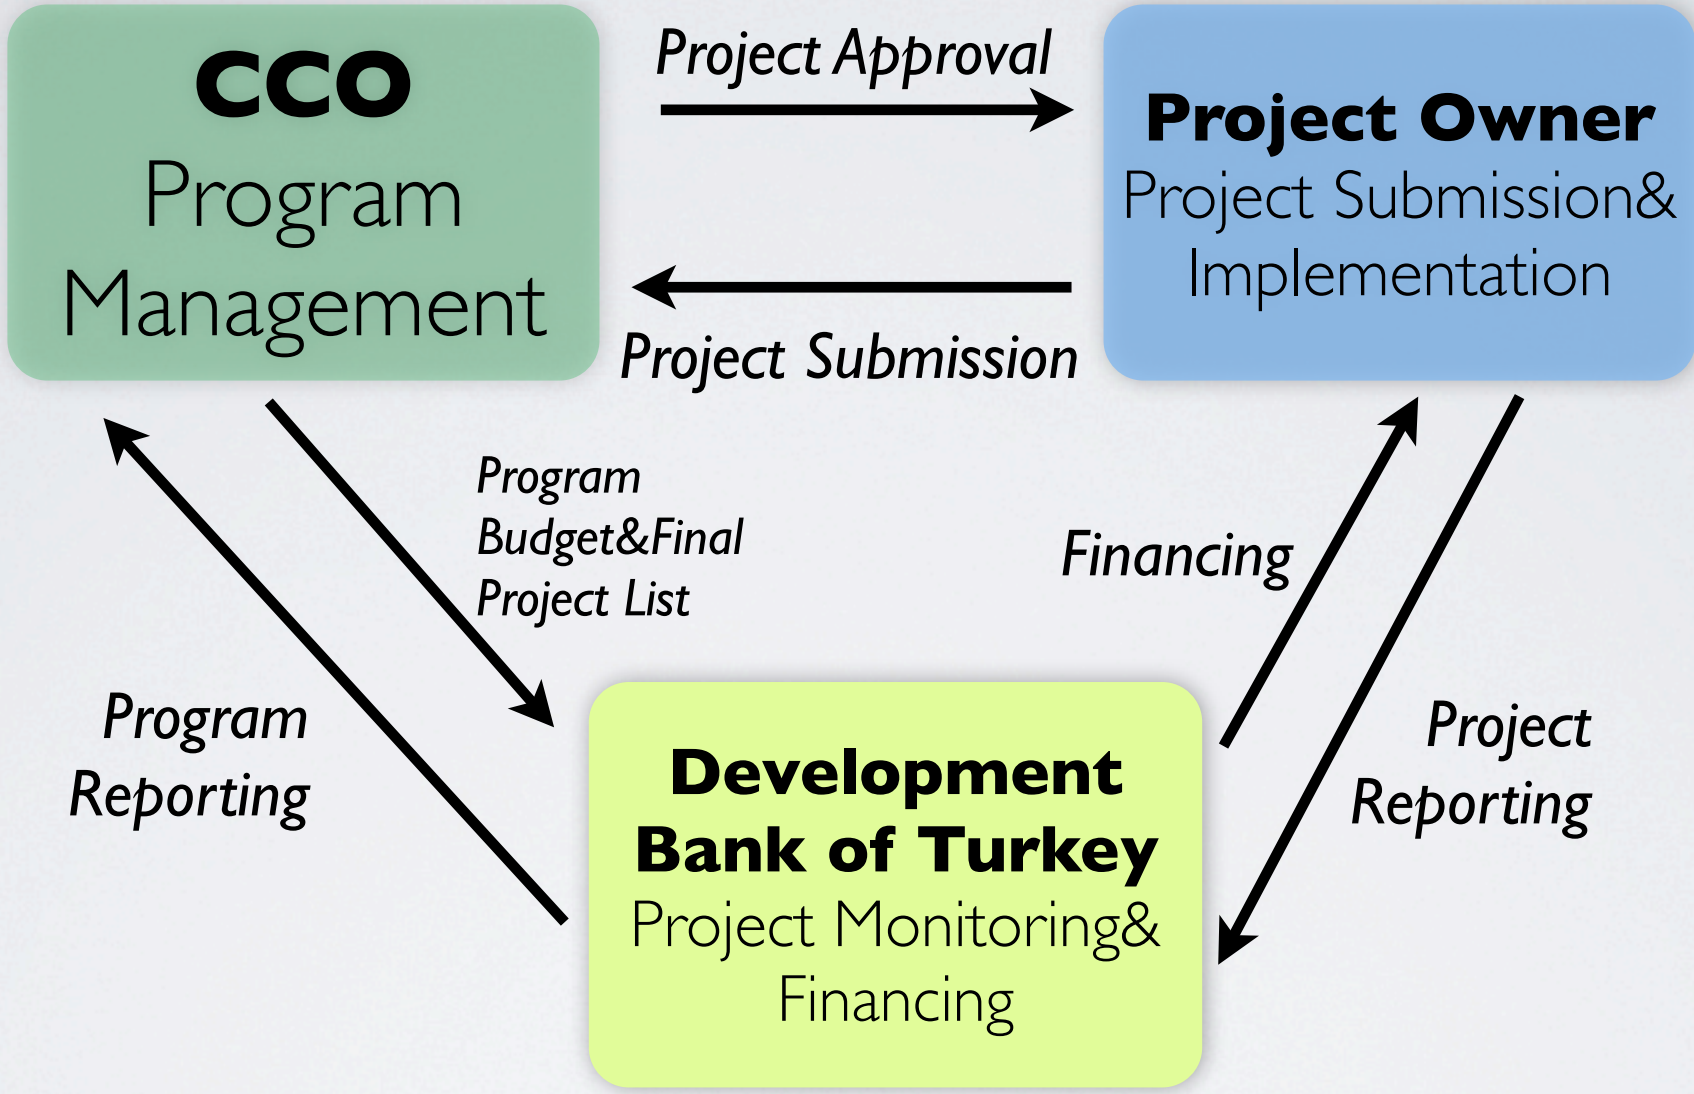 CCO
Program
Management
Project Approval
Project Submission
Project Owner
Project Submission&
Implementation
Program
Budget&Final
Project List
Financing
Program
Reporting
Project
Reporting
Development
Bank of Turkey
Project Monitoring&
Financing